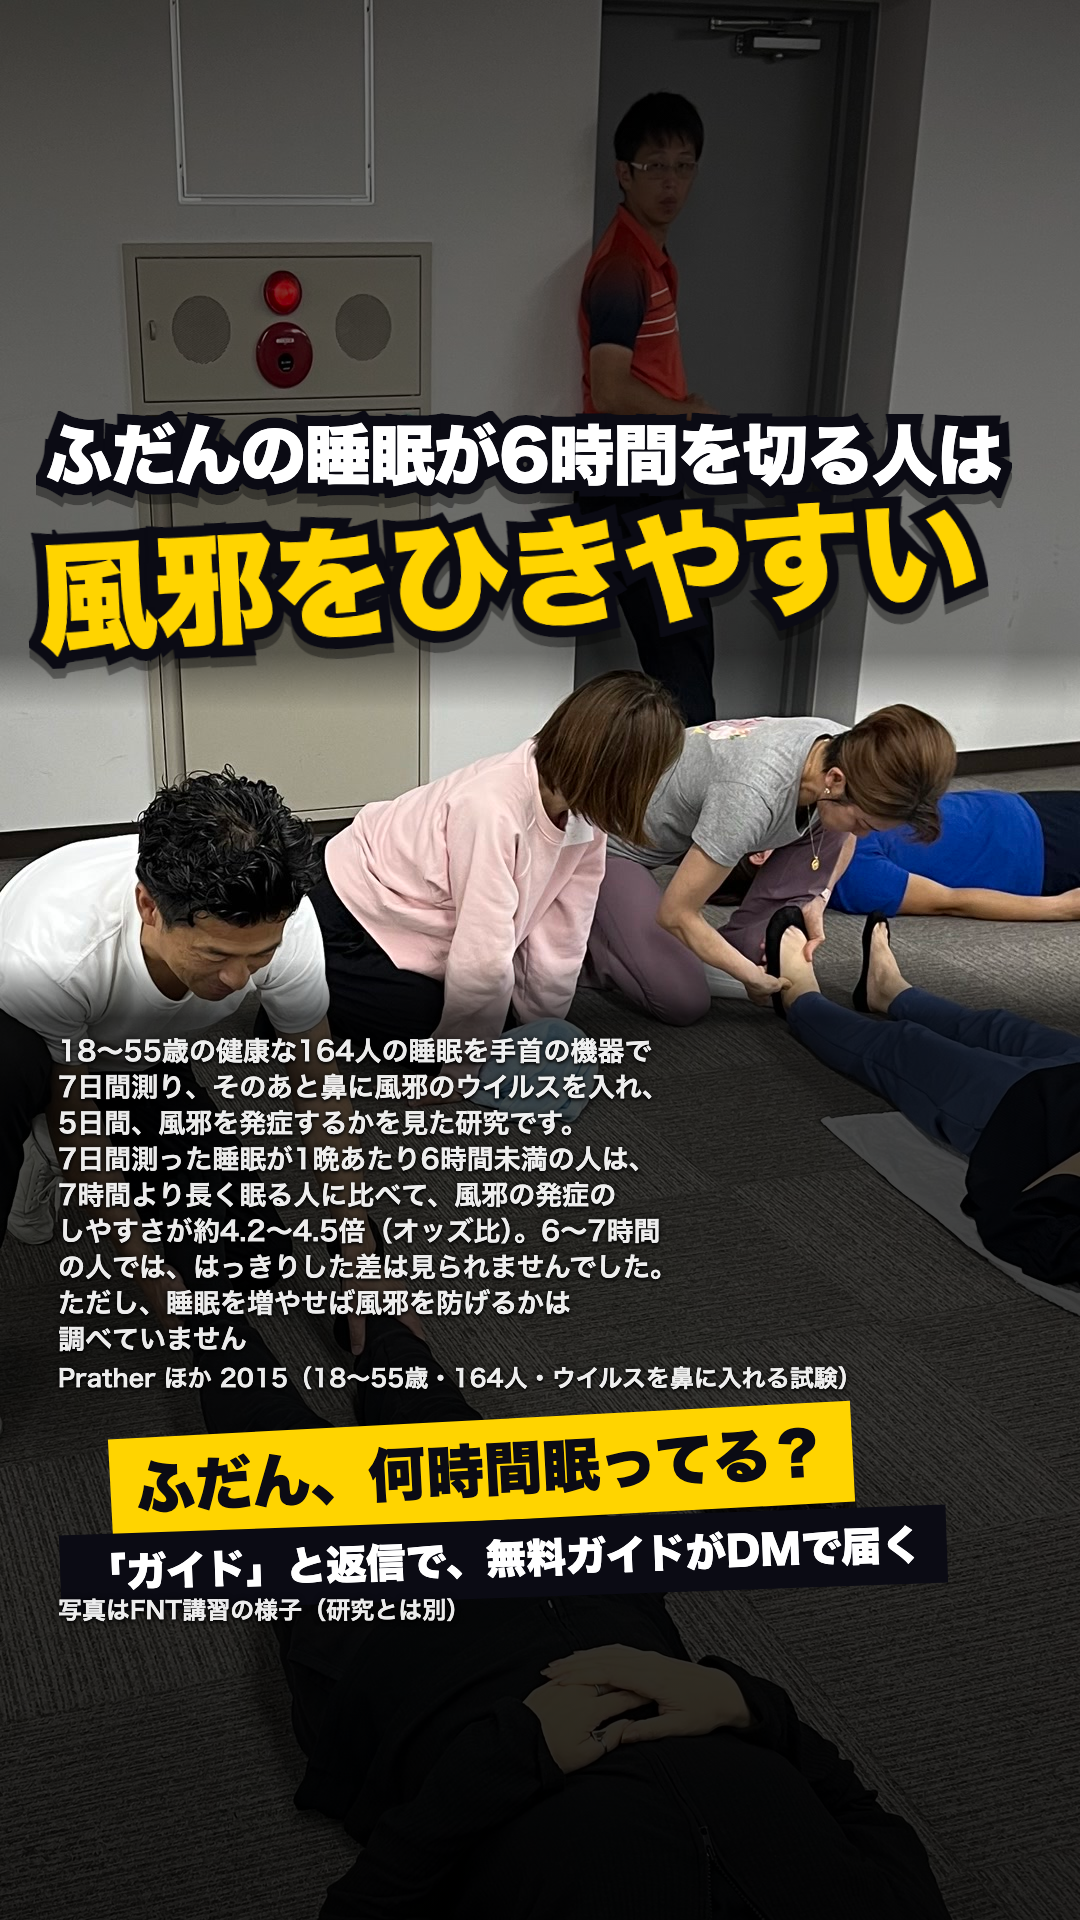 ふだんの睡眠が6時間を切る人は
風邪をひきやすい
18〜55歳の健康な164人の睡眠を手首の機器で
7日間測り、そのあと鼻に風邪のウイルスを入れ、
5日間、風邪を発症するかを見た研究です。
7日間測った睡眠が1晩あたり6時間未満の人は、
7時間より長く眠る人に比べて、風邪の発症の
しやすさが約4.2〜4.5倍（オッズ比）。6〜7時間
の人では、はっきりした差は見られませんでした。
ただし、睡眠を増やせば風邪を防げるかは
調べていません
Prather ほか 2015（18〜55歳・164人・ウイルスを鼻に入れる試験）
ふだん、何時間眠ってる？
「ガイド」と返信で、無料ガイドがDMで届く
写真はFNT講習の様子（研究とは別）